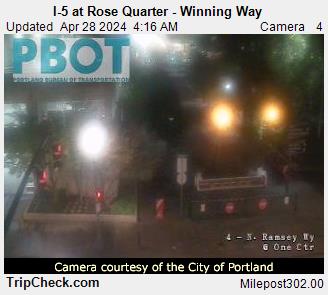 I-5 at Rose Quarter - Winning Way
Updated Apr 28 2024 4:16 AM Camera 4
PBOT
PORTLAND BUREAU OF TRANSPORTATION
4 - N. Ramsey Wy
@ One Ctr
Camera courtesy of the City of Portland
TripCheck.com Milepost302.00